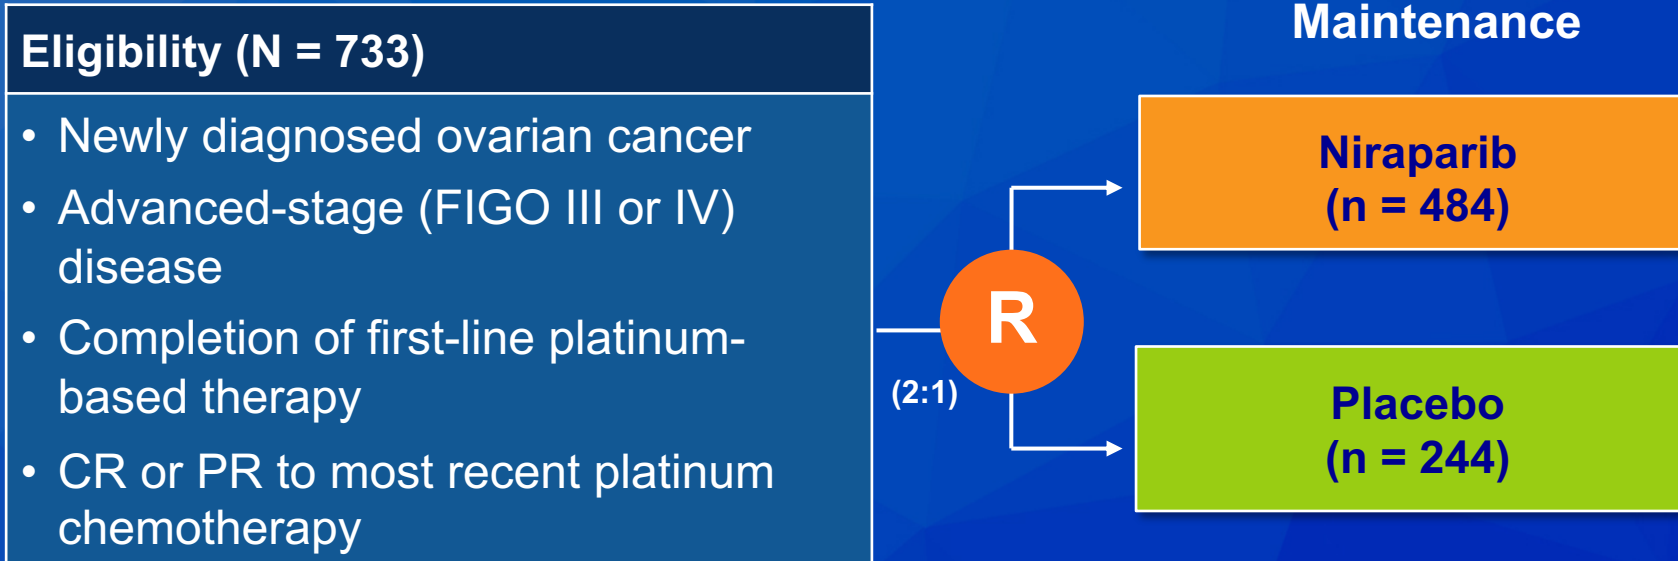 Eligibility (N = 733)
• Newly diagnosed ovarian cancer
• Advanced-stage (FIGO III or IV)
disease
• Completion of first-line platinum-
based therapy
• CR or PR to most recent platinum
chemotherapy
(2:1)
R
Maintenance
Niraparib
(n = 484)
Placebo
(n = 244)